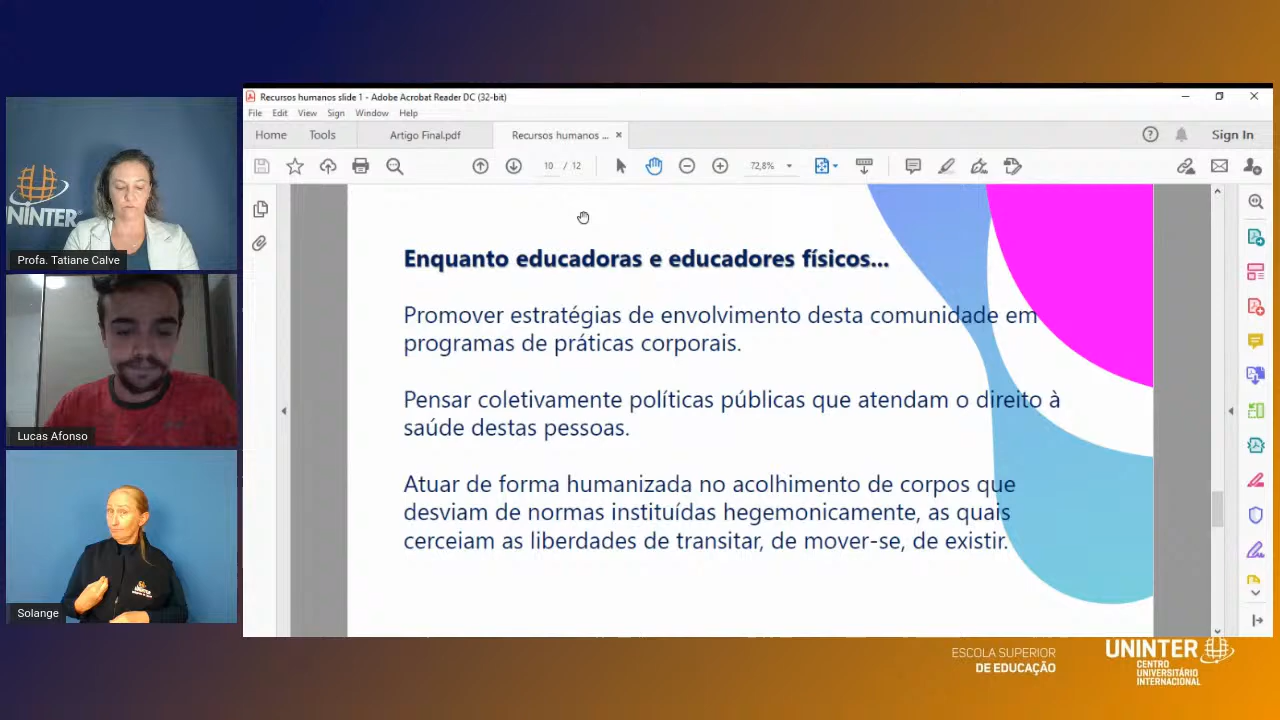 UNINTER
Profa. Tatiane Calve
Lucas Afonso
UNINTER
Solange
Recursos humanos slide 1 - Adobe Acrobat Reader DC (32-bit)
File Edit View Sign Window Help
Home Tools Artigo Final.pdf Recursos humanos ... × Sign In
10 / 12 72,8%
Enquanto educadoras e educadores físicos...
Promover estratégias de envolvimento desta comunidade em
programas de práticas corporais.
Pensar coletivamente políticas públicas que atendam o direito à
saúde destas pessoas.
Atuar de forma humanizada no acolhimento de corpos que
desviam de normas instituídas hegemonicamente, as quais
cerceiam as liberdades de transitar, de mover-se, de existir.
ESCOLA SUPERIOR
DE EDUCAÇÃO
UNINTER
CENTRO
UNIVERSITÁRIO
INTERNACIONAL